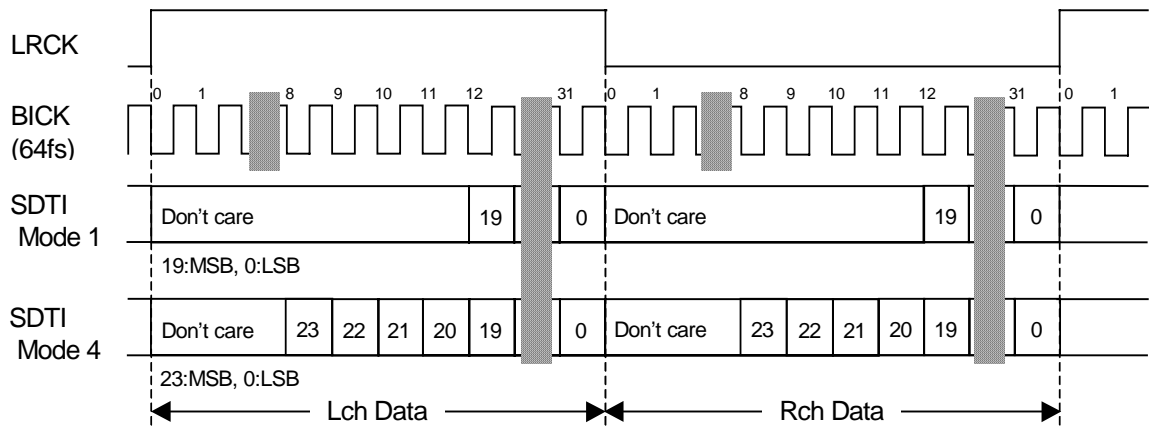 LRCK
0 1 8 9 10 11 12 31 0 1 8 9 10 11 12 31 0 1
BICK
(64fs)
SDTI
Mode 1
Don't care 19 0 Don't care 19 0
19:MSB, 0:LSB
SDTI
Mode 4
Don't care 23 22 21 20 19 0 Don't care 23 22 21 20 19 0
23:MSB, 0:LSB
Lch Data Rch Data